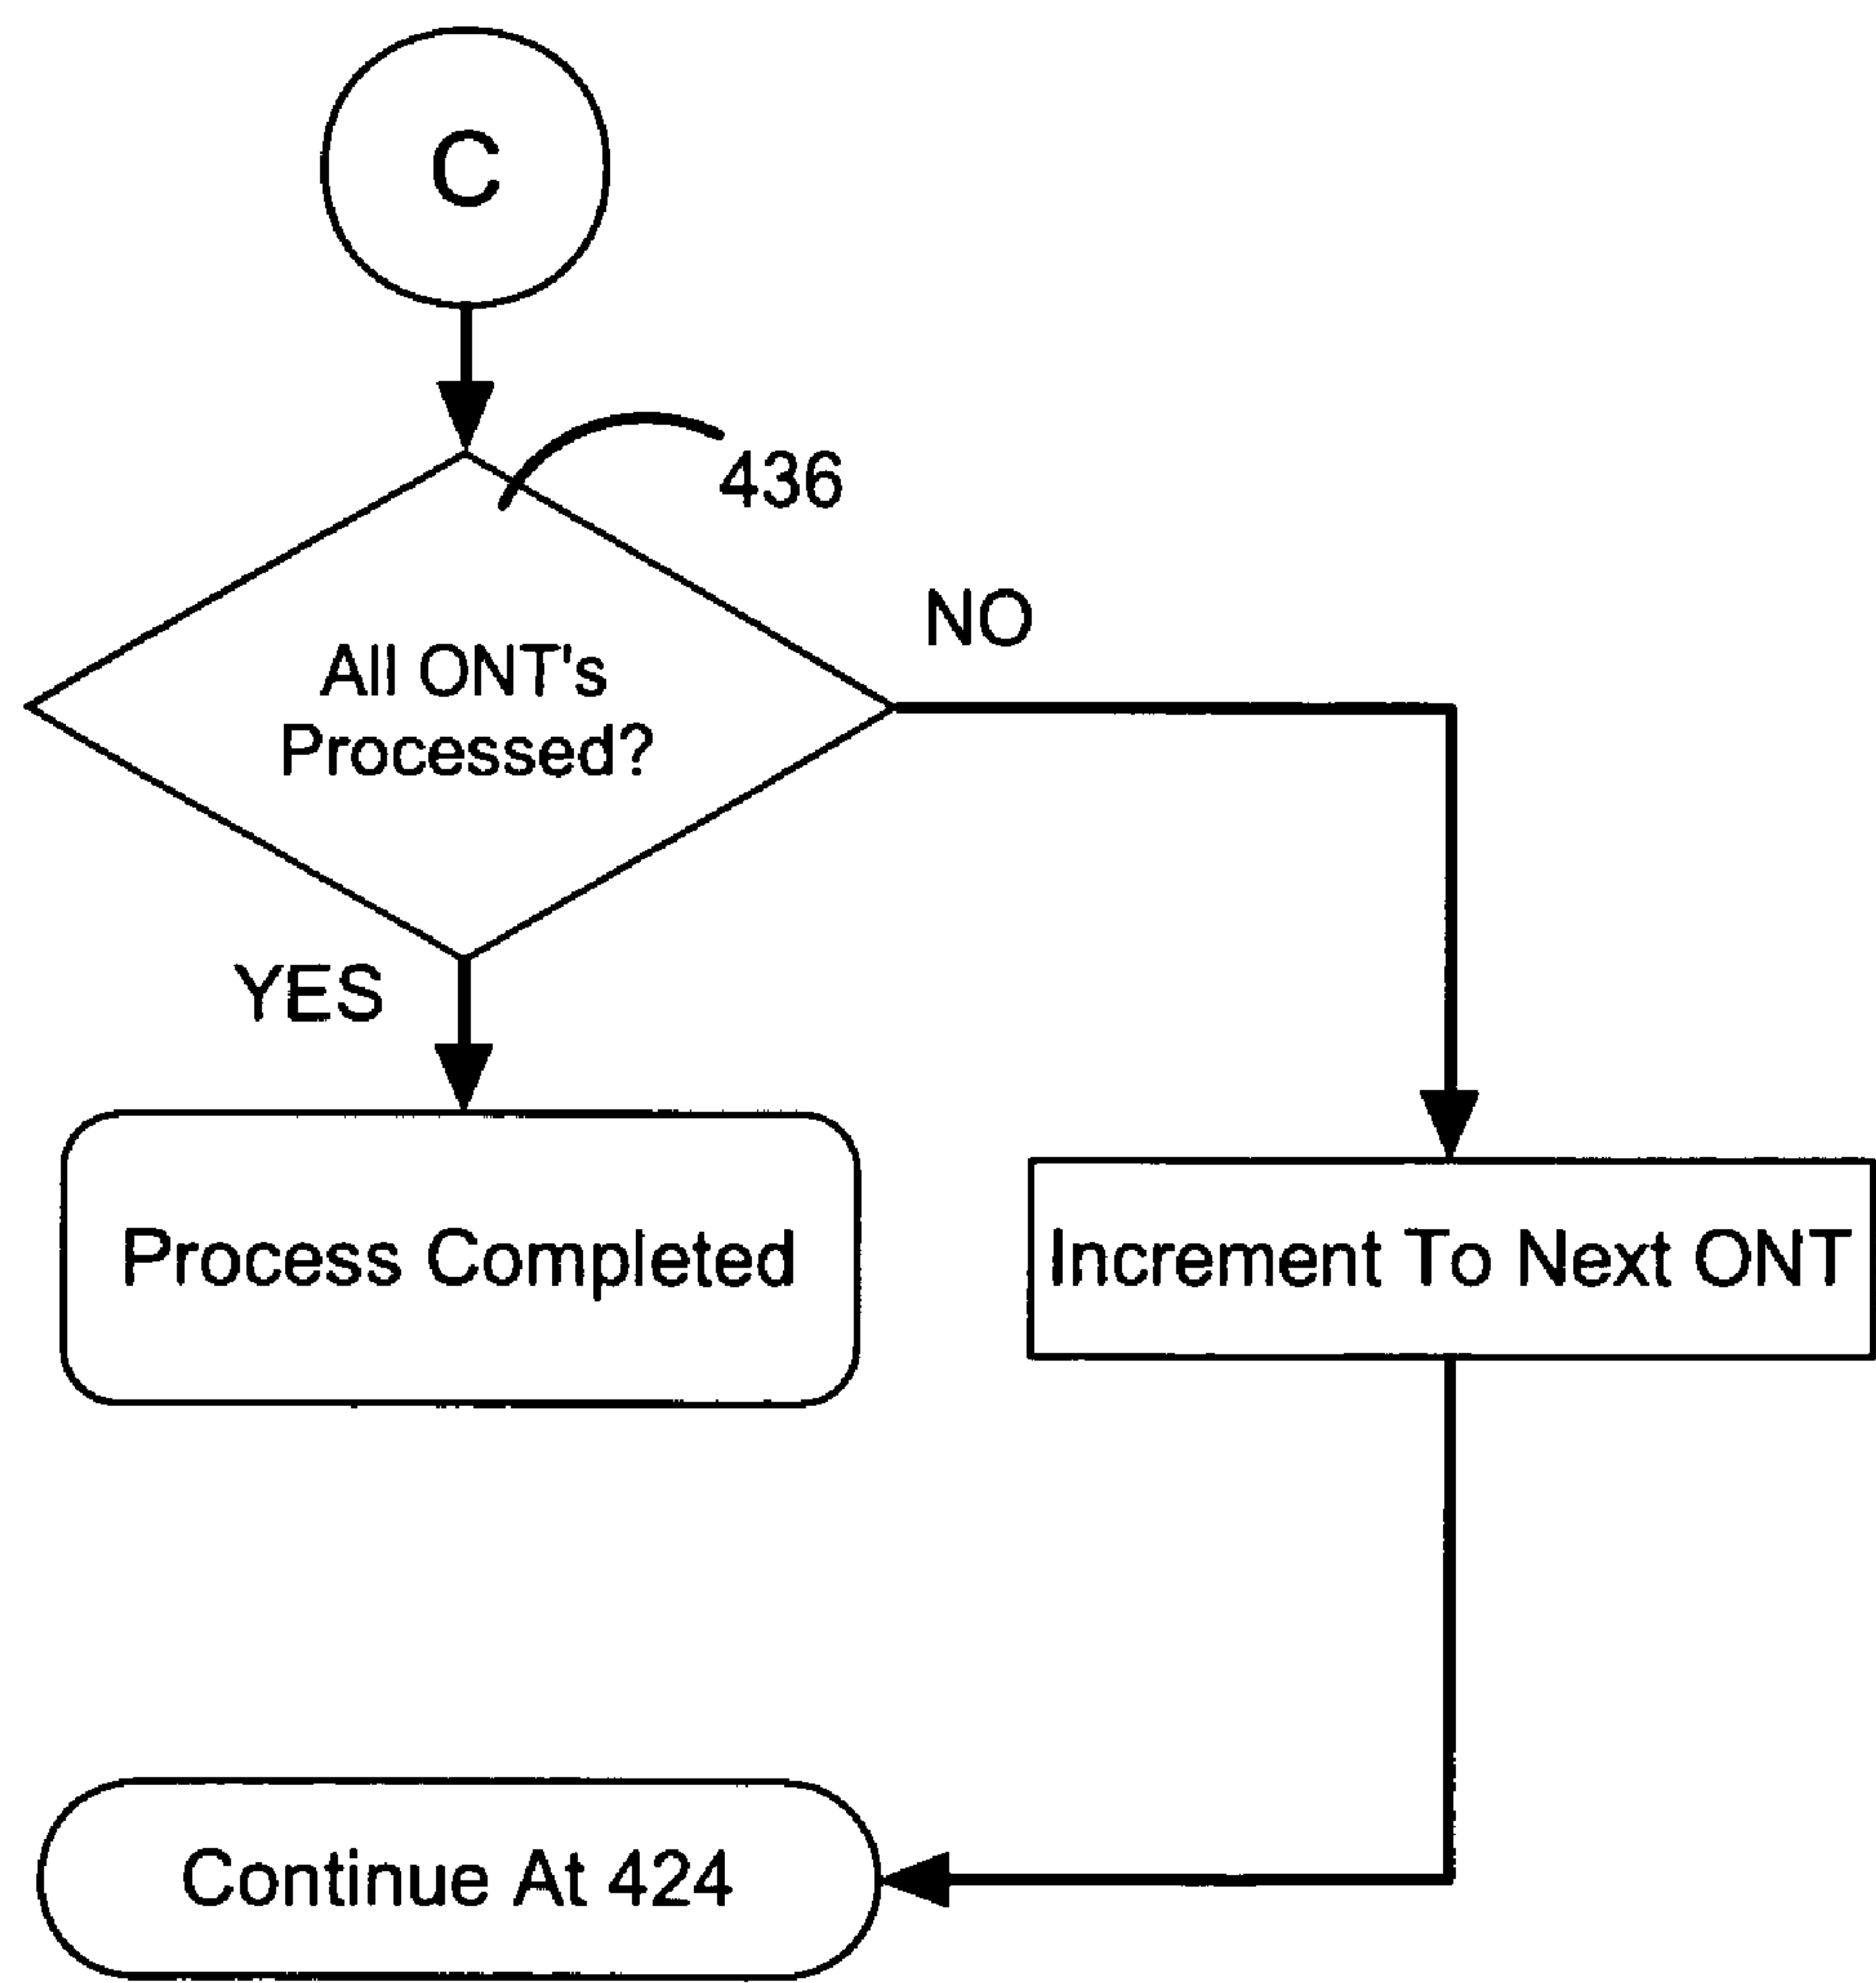 C
436
NO
All ONT's
Processed?
YES
Process Completed
Increment To Next ONT
Continue At 424